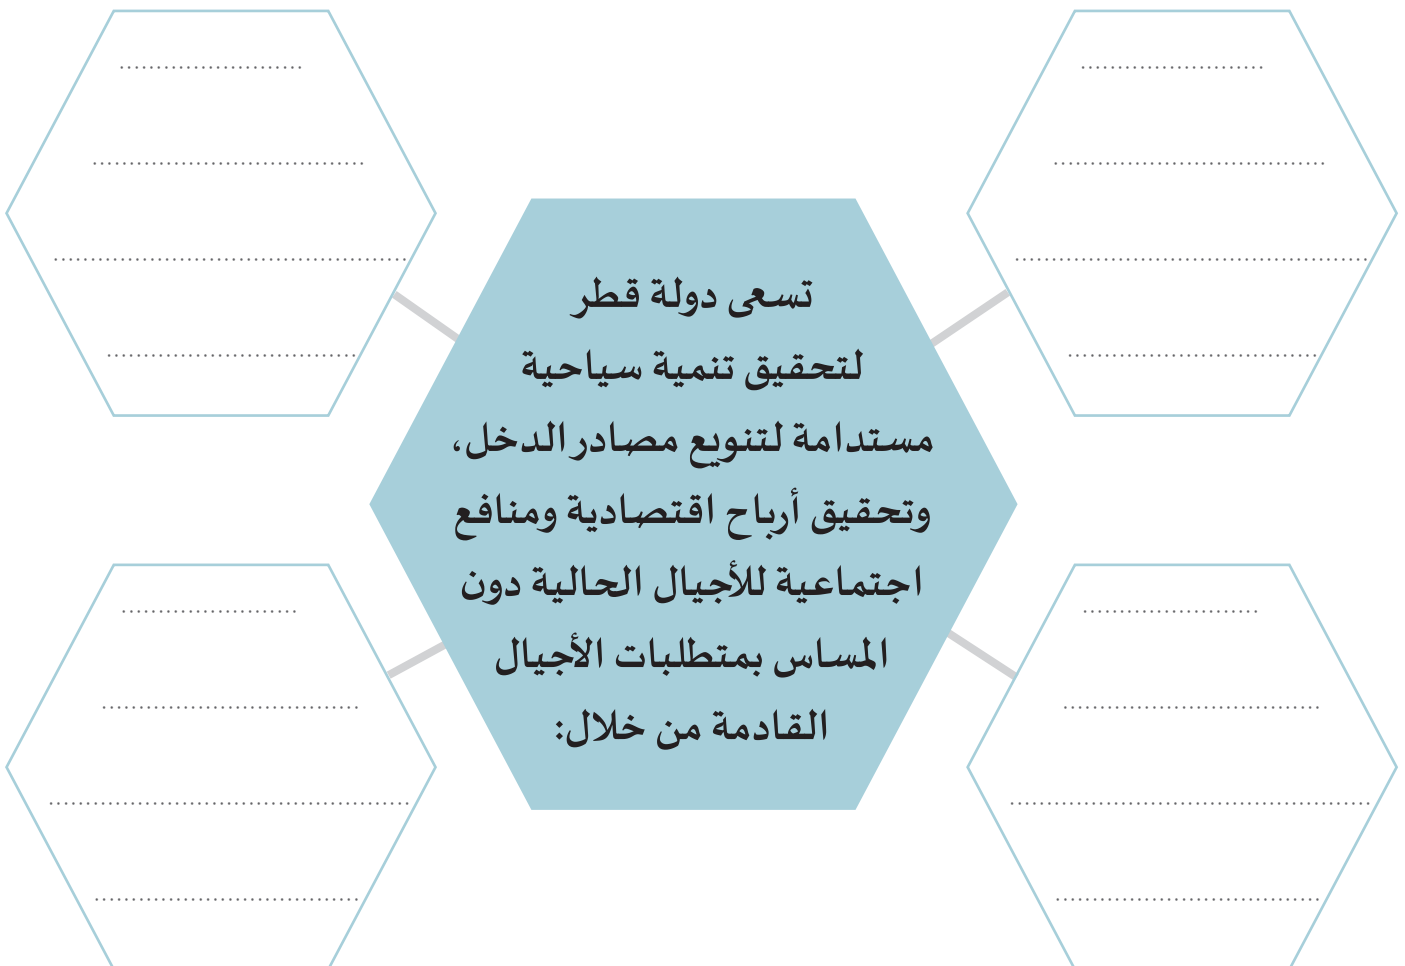 تسعى دولة قطر
لتحقيق تنمية سياحية
مستدامة لتنويع مصادر الدخل،
وتحقيق أرباح اقتصادية ومنافع
اجتماعية للأجيال الحالية دون
المساس بمتطلبات الأجيال
القادمة من خلال: